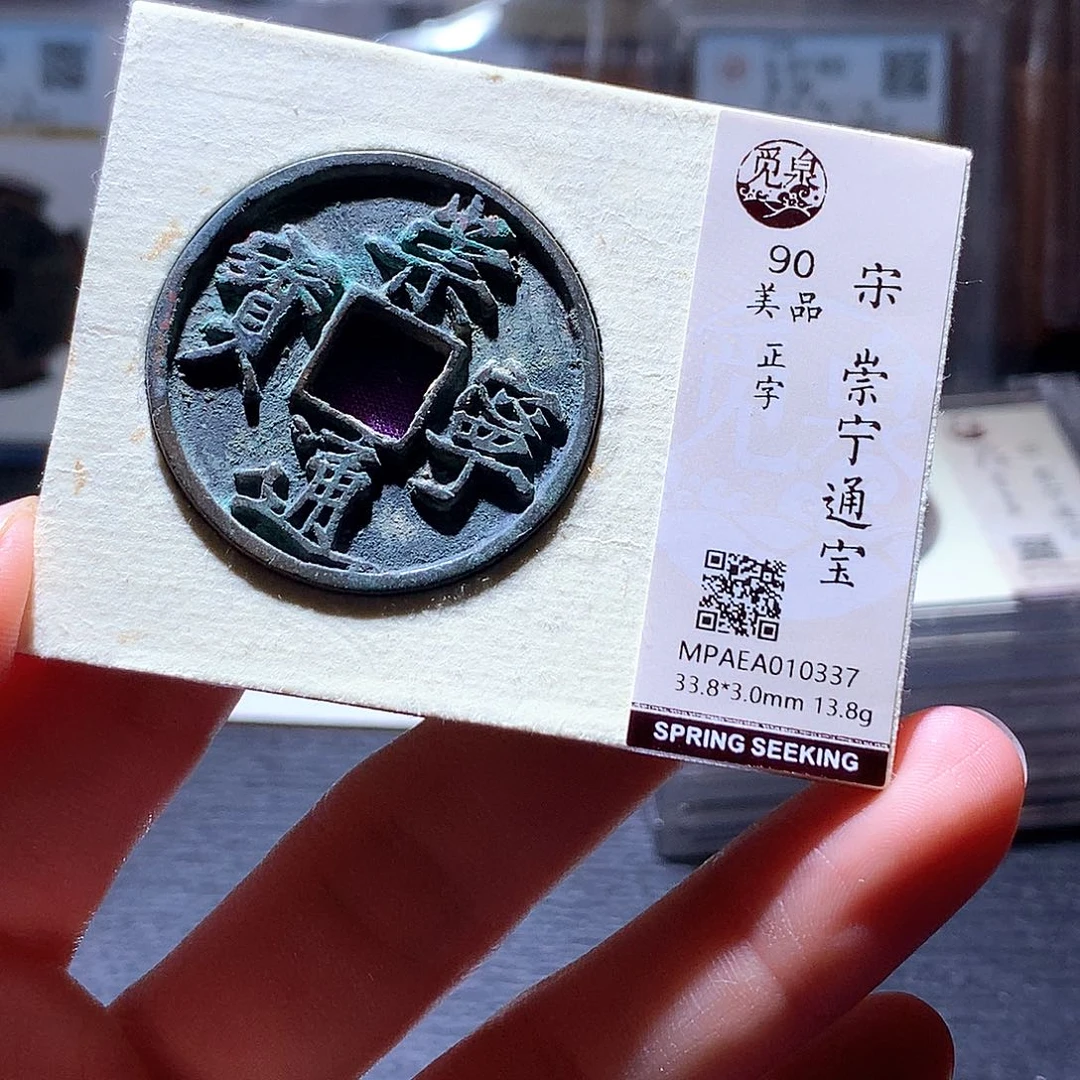 崇寧通寶
觅泉
90
美品
正字
宋 崇宁通宝
MPAEA010337
33.8*3.0mm 13.8g
SPRING SEEKING